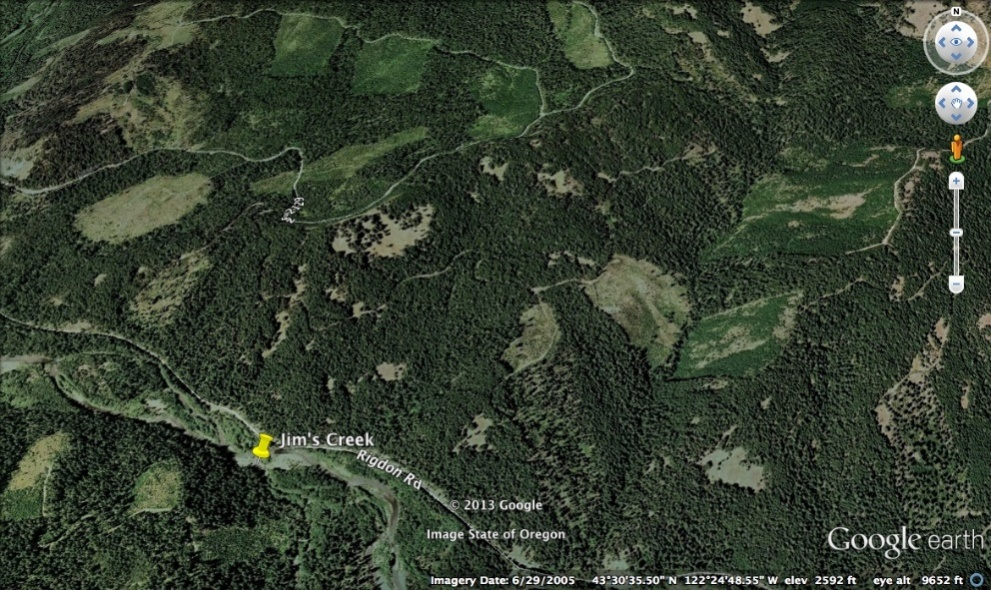 N
Jim's Creek
Rigdon Rd
© 2013 Google
Image State of Oregon
Google earth
Imagery Date: 6/29/2005 43°30'35.50" N 122°24'48.55" W elev 2592 ft eye alt 9652 ft